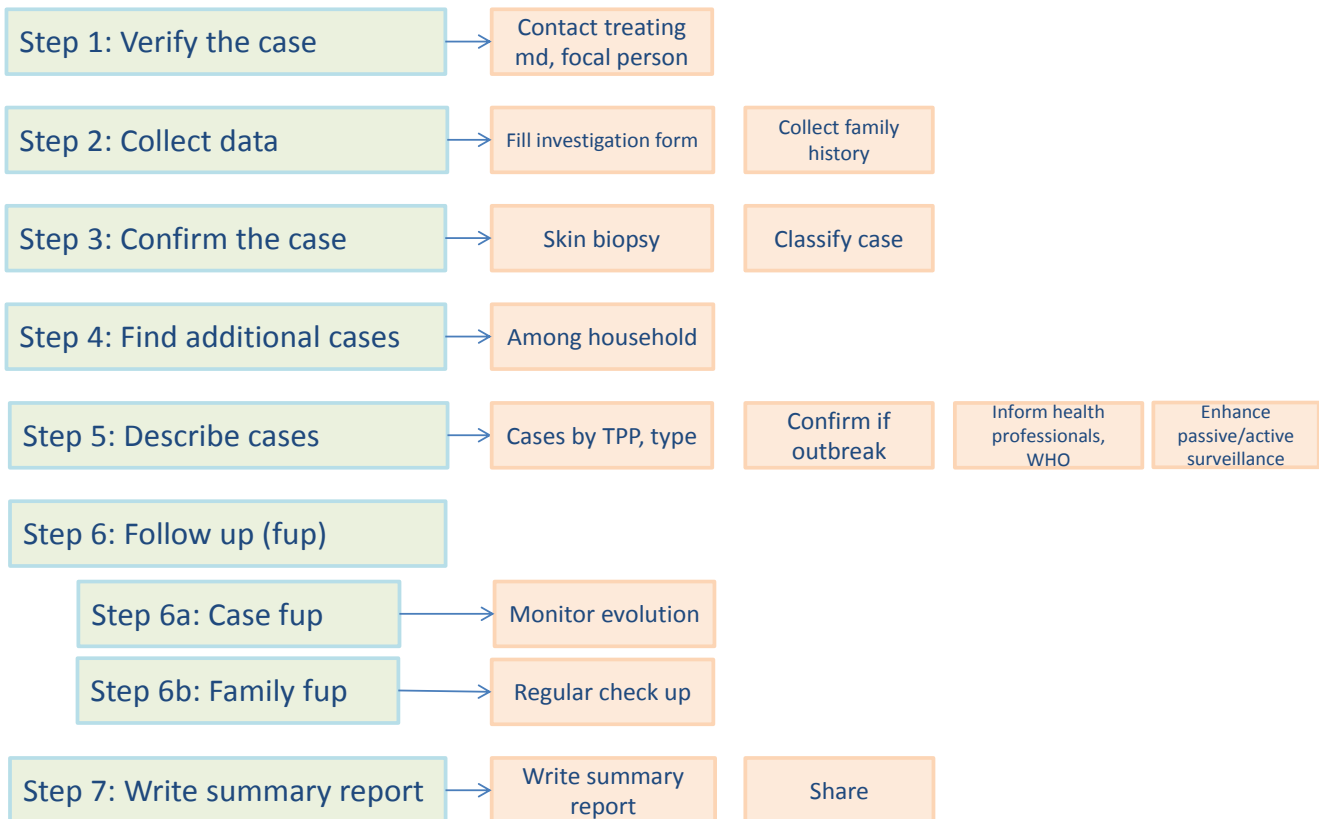 Step 1: Verify the case
Contact treating
md, focal person
Step 2: Collect data
Fill investigation form
Collect family
history
Step 3: Confirm the case
Skin biopsy
Classify case
Step 4: Find additional cases
Among household
Step 5: Describe cases
Cases by TPP, type
Confirm if
outbreak
Inform health
professionals,
WHO
Enhance
passive/active
surveillance
Step 6: Follow up (fup)
Step 6a: Case fup
Monitor evolution
Step 6b: Family fup
Regular check up
Step 7: Write summary report
Write summary
report
Share